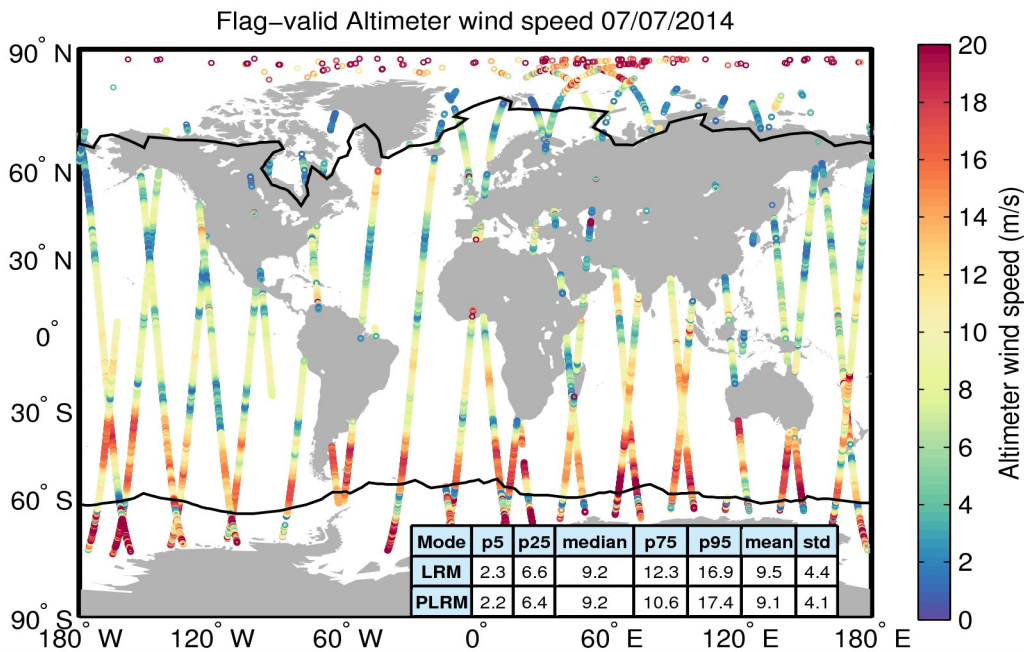 Flag−valid Altimeter wind speed 07/07/2014
90° N
60° N
30° N
0°
30° S
60° S
90° S
180° W
120° W
60° W
0°
60° E
120° E
180° E
Mode p5 p25 median p75 p95 mean std
LRM 2.3 6.6 9.2 12.3 16.9 9.5 4.4
PLRM 2.2 6.4 9.2 10.6 17.4 9.1 4.1
20
18
16
14
12
10
8
6
4
2
0
Altimeter wind speed (m/s)